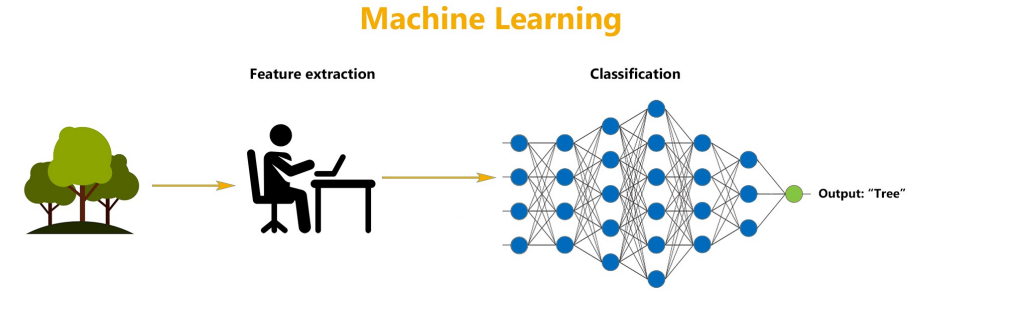 Machine Learning
Feature extraction
Classification
Output: “Tree”